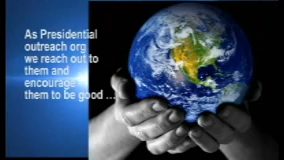 As Presidential
outreach org
we reach out to
them and
encourage
them to be good ...